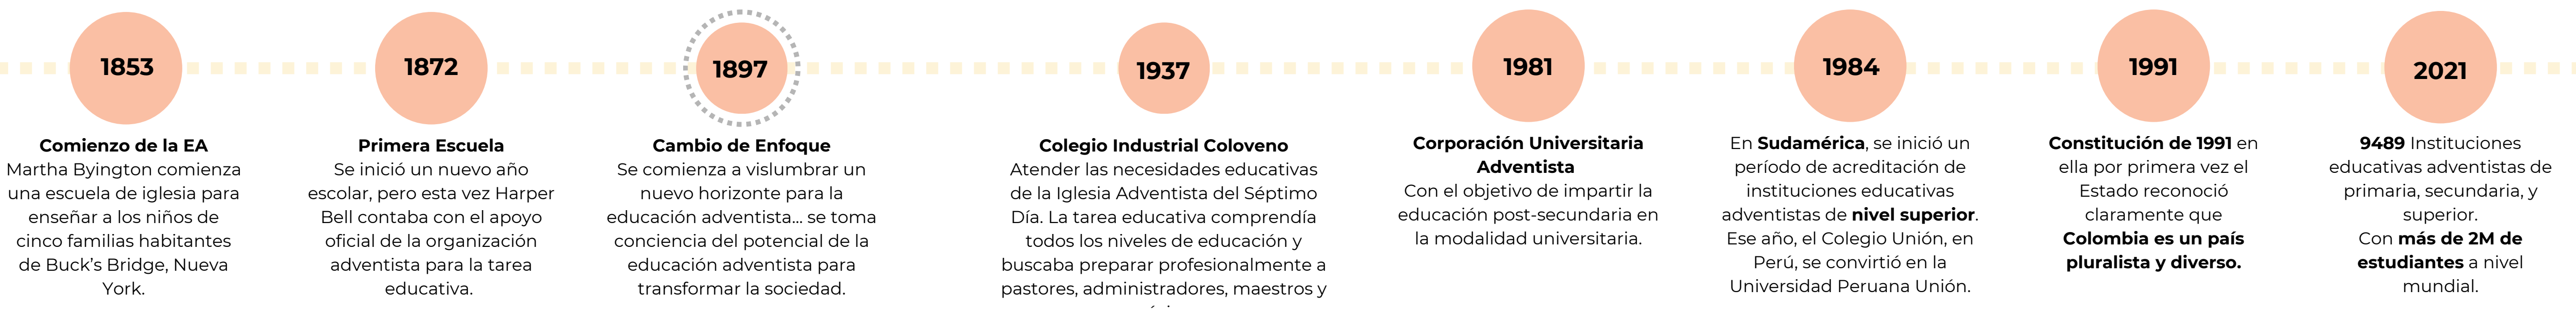 1853
Comienzo de la EA
Martha Byington comienza
una escuela de iglesia para
enseñar a los niños de
cinco familias habitantes
de Buck's Bridge, Nueva
York.
1872
Primera Escuela
Se inició un nuevo año
escolar, pero esta vez Harper
Bell contaba con el apoyo
oficial de la organización
adventista para la tarea
educativa.
1897
Cambio de Enfoque
Se comienza a vislumbrar un
nuevo horizonte para la
educación adventista... se toma
conciencia del potencial de la
educación adventista para
transformar la sociedad.
1937
Colegio Industrial Coloveno
Atender las necesidades educativas
de la Iglesia Adventista del Séptimo
Día. La tarea educativa comprendía
todos los niveles de educación y
buscaba preparar profesionalmente a
pastores, administradores, maestros y
1981
Corporación Universitaria
Adventista
Con el objetivo de impartir la
educación post-secundaria en
la modalidad universitaria.
1984
En Sudamérica, se inició un
período de acreditación de
instituciones educativas
adventistas de nivel superior.
Ese año, el Colegio Unión, en
Perú, se convirtió en la
Universidad Peruana Unión.
1991
Constitución de 1991 en
ella por primera vez el
Estado reconoció
claramente que
Colombia es un país
pluralista y diverso.
2021
9489 Instituciones
educativas adventistas de
primaria, secundaria, y
superior.
Con más de 2M de
estudiantes a nivel
mundial.